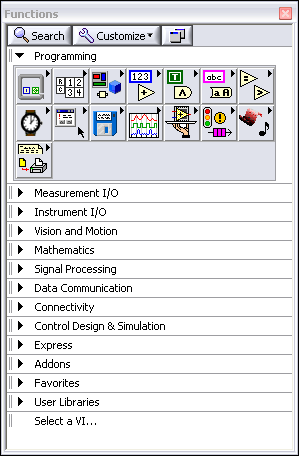 Functions
Search Customize
Programming
123 T abc
a A
Measurement I/O
Instrument I/O
Vision and Motion
Mathematics
Signal Processing
Data Communication
Connectivity
Control Design & Simulation
Express
Addons
Favorites
User Libraries
Select a VI...